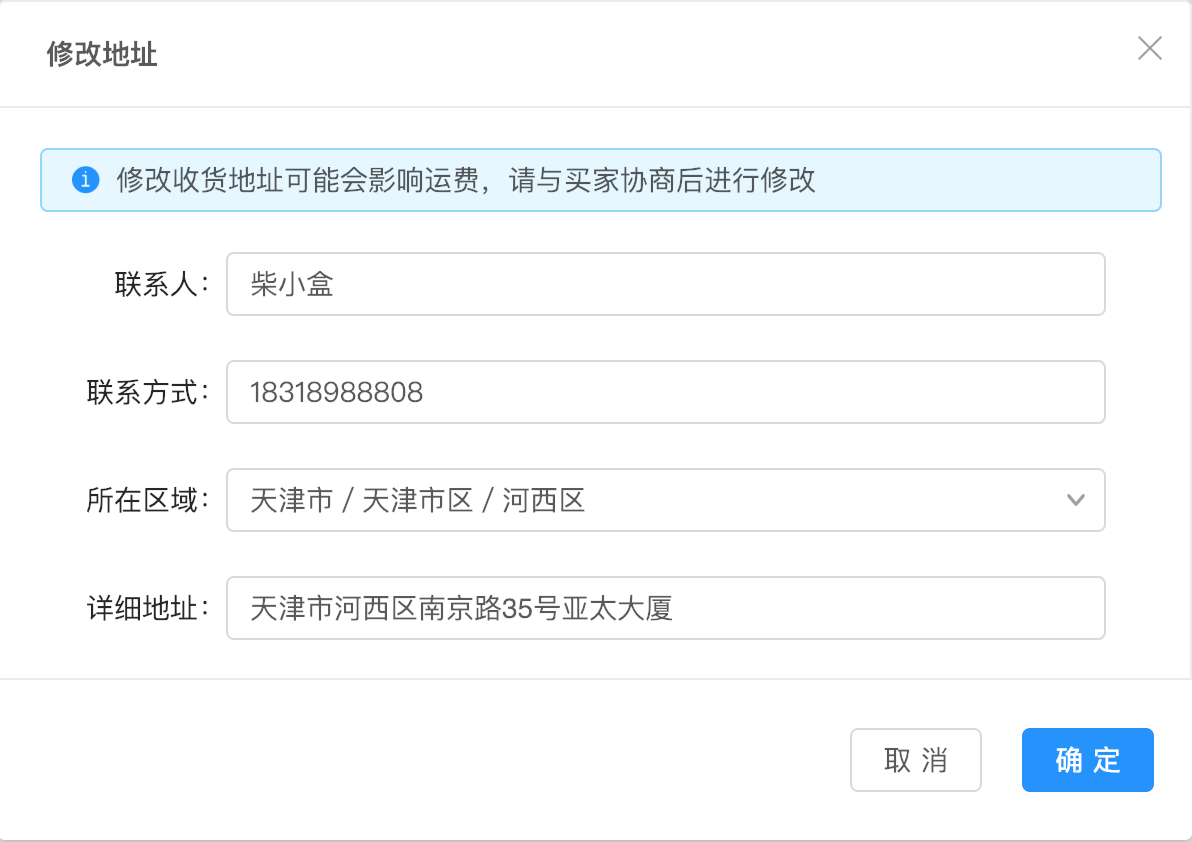 修改地址
修改收货地址可能会影响运费，请与买家协商后进行修改
联系人：柴小盒
联系方式：18318988808
所在区域：天津市 / 天津市区 / 河西区
详细地址：天津市河西区南京路35号亚太大厦
取 消 确 定